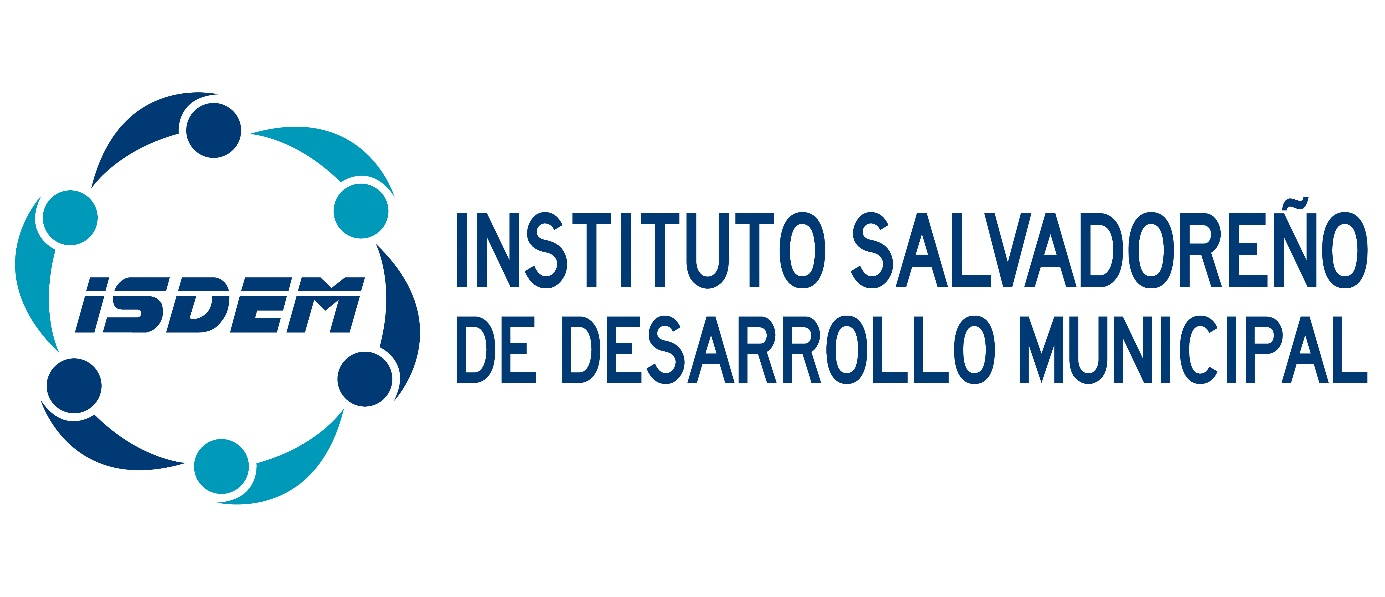 iSDEM
INSTITUTO SALVADOREÑO
DE DESARROLLO MUNICIPAL